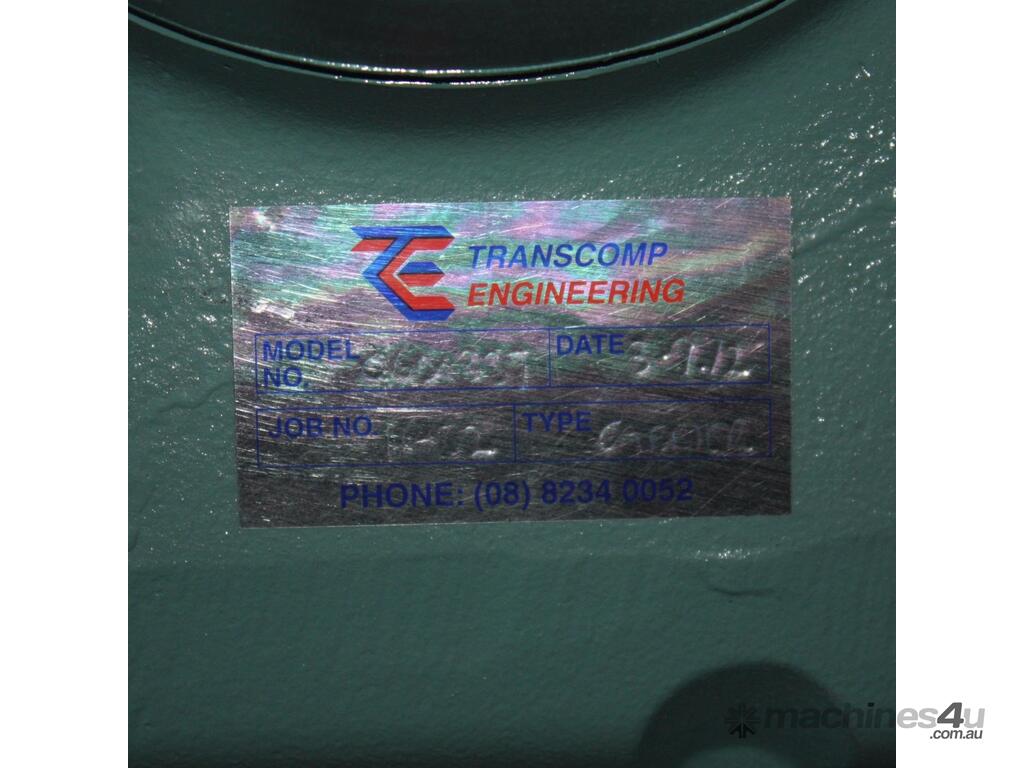 TRANSCOMP
ENGINEERING
MODEL NO.
DATE
JOB NO.
TYPE
PHONE: (08) 8234 0052
machines4u
.com.au